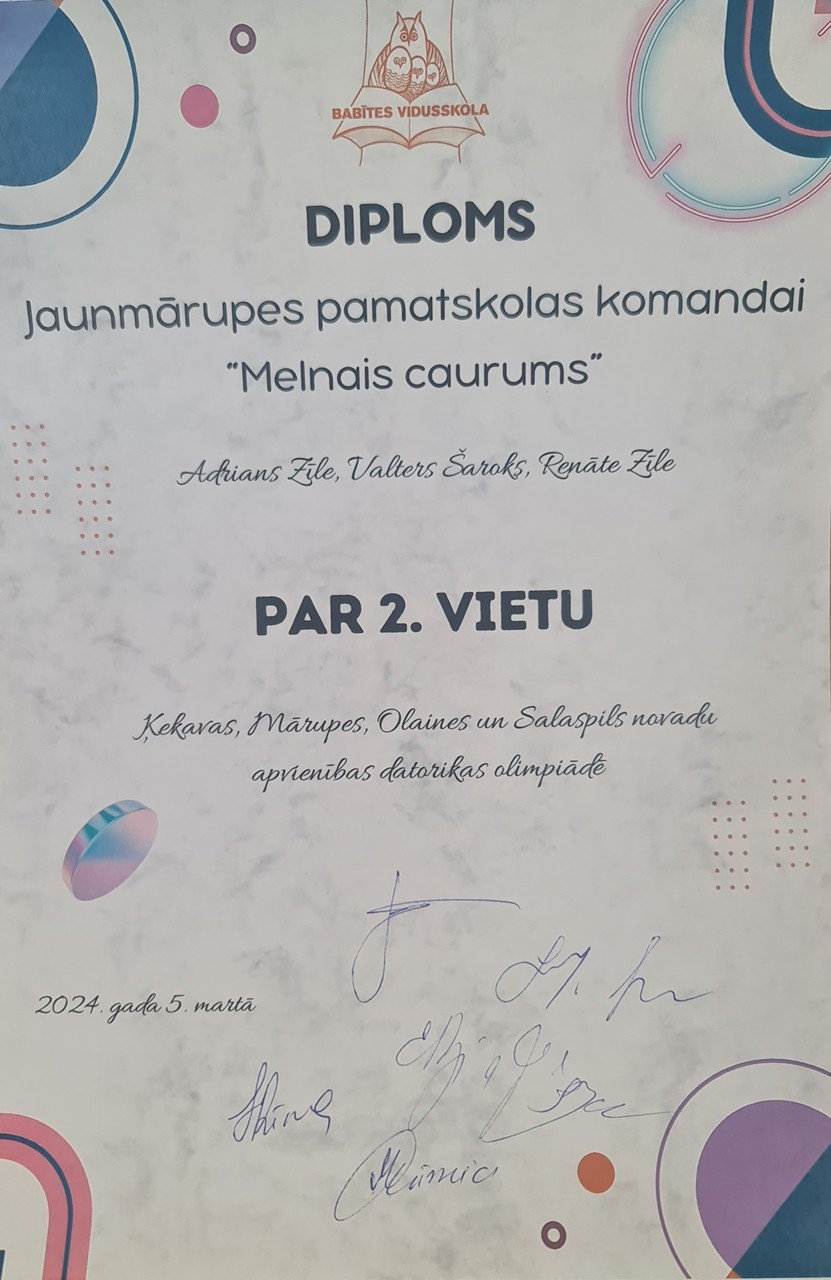 BABĪTES VIDUSSKOLA
DIPLOMS
Jaunmārupes pamatskolas komandai
"Melnais caurums"
Adrians Zīle, Valters Šaroks, Renāte Zīle
PAR 2. VIETU
Ķekavas, Mārupes, Olaines un Salaspils novadu
apvienības datorikas olimpiādē
2024. gada 5. martā